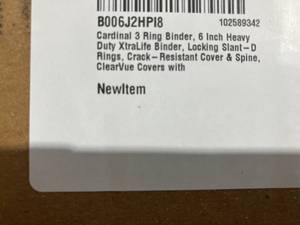 B006J2HPI8
102589342
Cardinal 3 Ring Binder, 6 Inch Heavy
Duty XtraLife Binder, Locking Slant-D
Rings, Crack-Resistant Cover & Spine,
ClearVue Covers with
NewItem